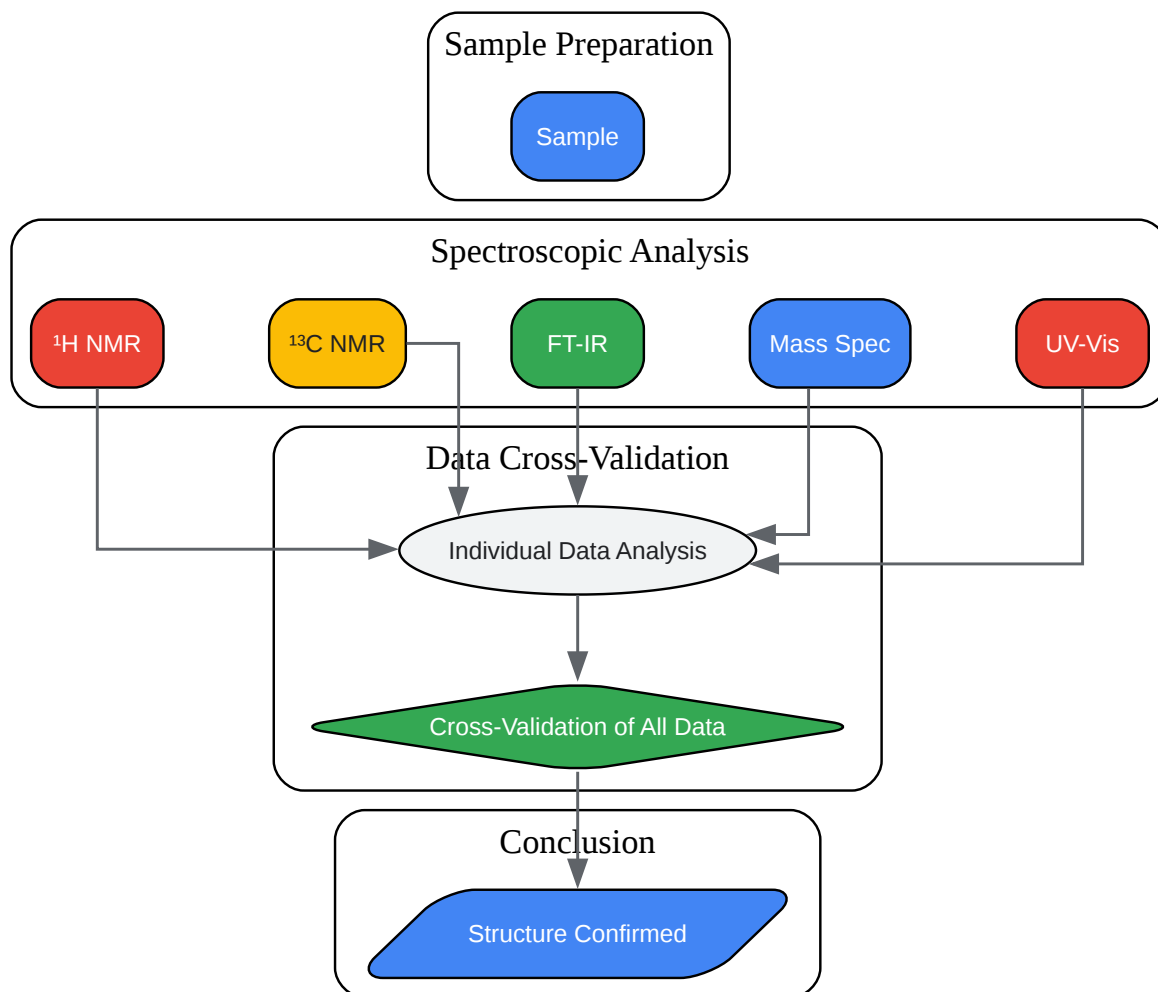 Sample Preparation
Sample
Spectroscopic Analysis
¹H NMR
¹³C NMR
FT-IR
Mass Spec
UV-Vis
Data Cross-Validation
Individual Data Analysis
Cross-Validation of All Data
Conclusion
Structure Confirmed